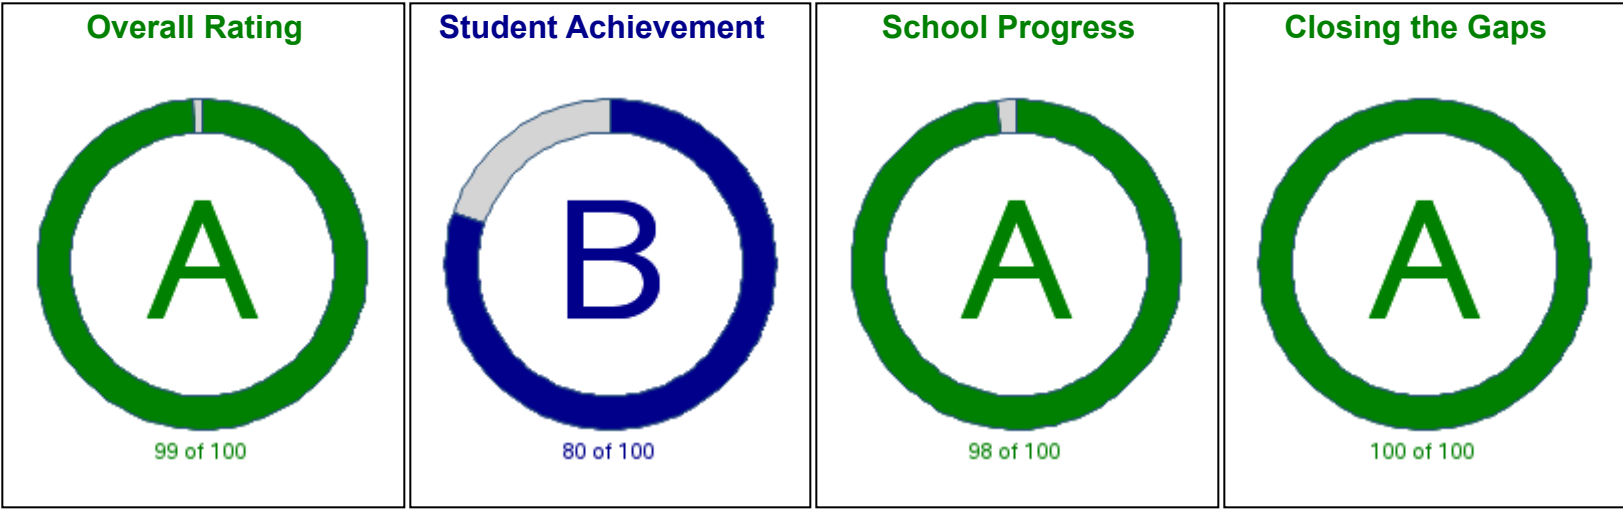 Overall Rating
A
99 of 100
Student Achievement
B
80 of 100
School Progress
A
98 of 100
Closing the Gaps
A
100 of 100